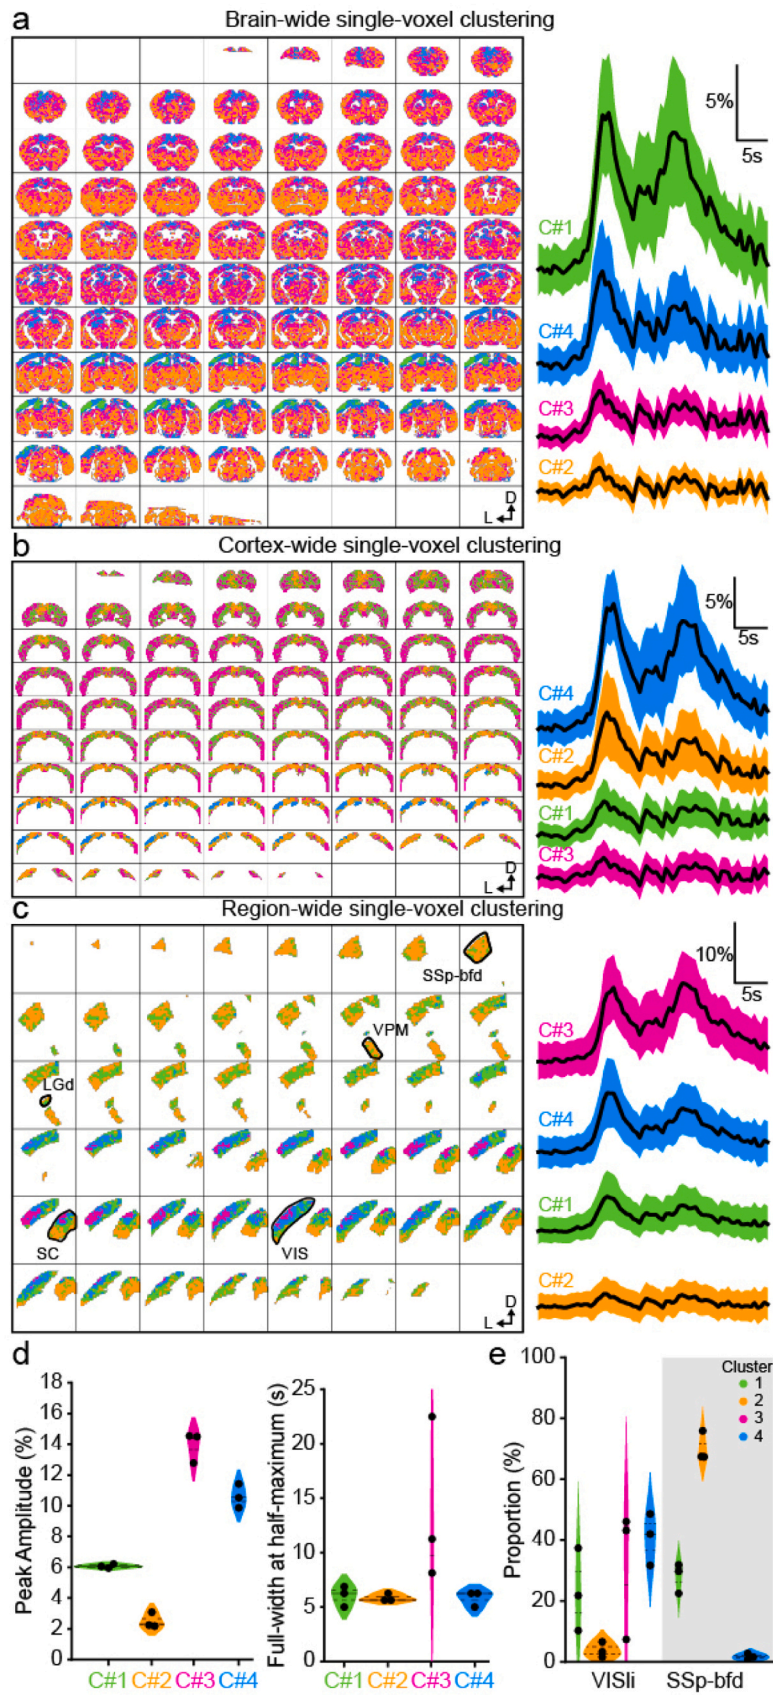 a
Brain-wide single-voxel clustering
5%
5s
C#1
C#4
C#3
C#2
D
L
b
Cortex-wide single-voxel clustering
5%
5s
C#4
C#2
C#1
C#3
D
L
c
Region-wide single-voxel clustering
SSp-bfd
VPM
LGd
SC
VIS
10%
5s
C#3
C#4
C#1
C#2
D
L
d
Peak Amplitude (%)
18
16
14
12
10
8
6
4
2
0
C#1 C#2 C#3 C#4
Full-width at half-maximum (s)
25
20
15
10
5
0
C#1 C#2 C#3 C#4
e
Proportion (%)
100
80
60
40
20
0
Cluster
1
2
3
4
VISli SSp-bfd